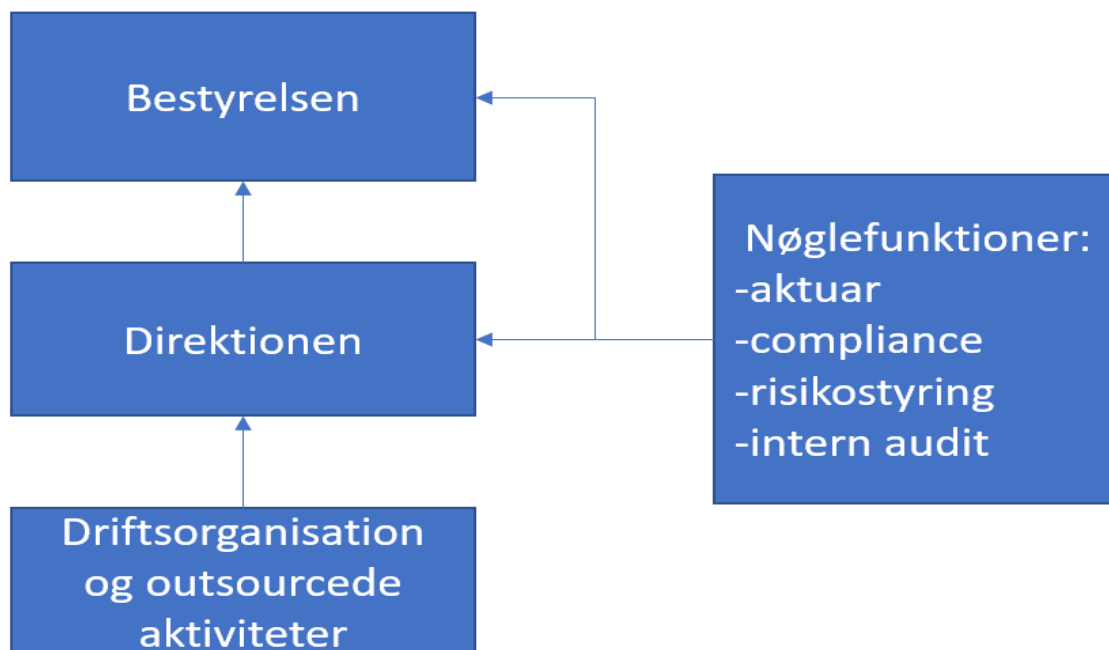 Bestyrelsen
Direktionen
Driftsorganisation
og outsourcede
aktiviteter
Nøglefunktioner:
-aktuar
-compliance
-risikostyring
-intern audit